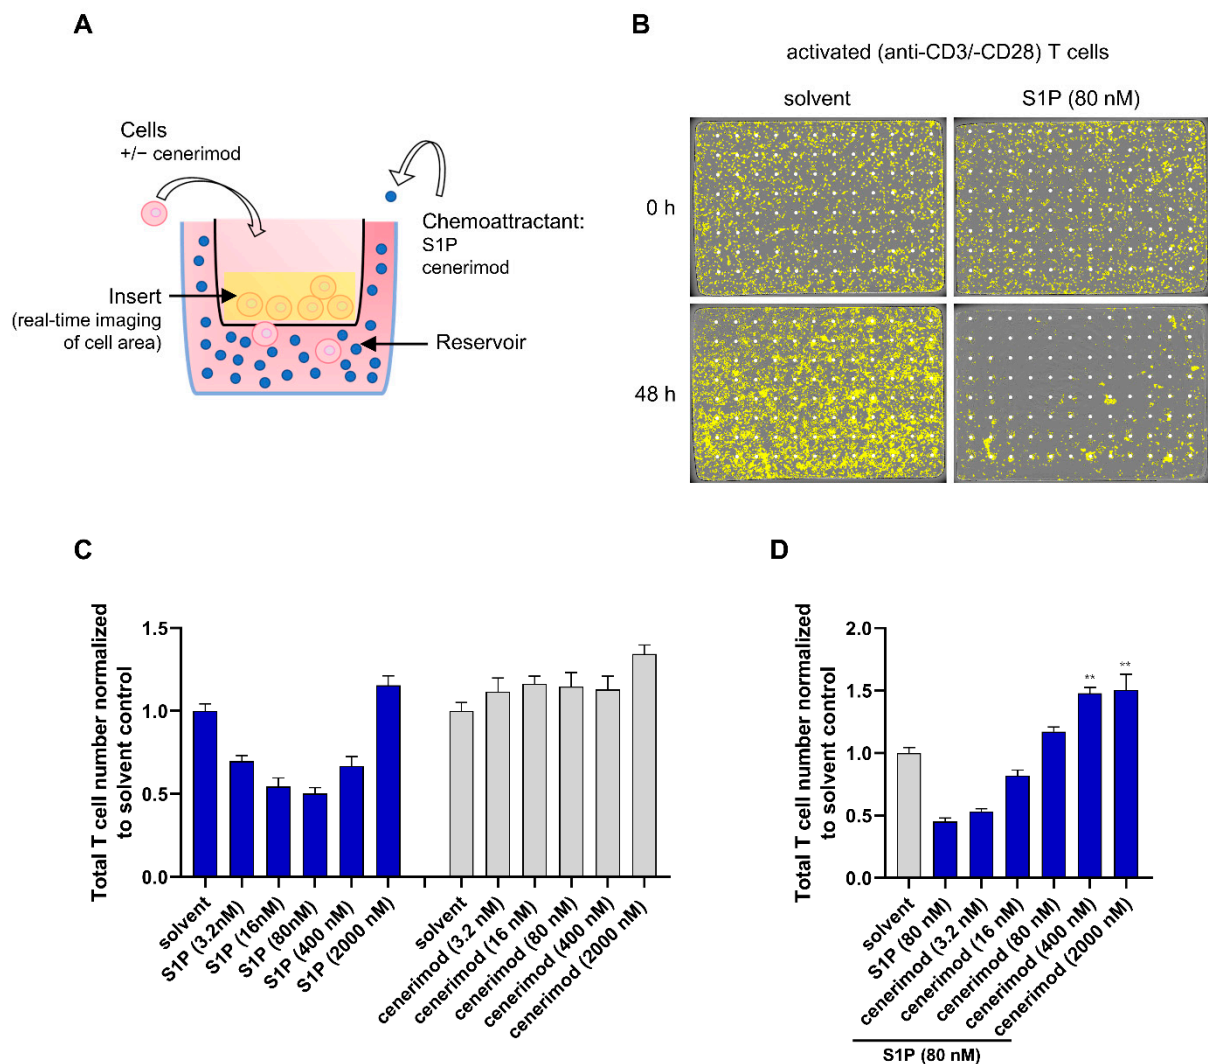 A
Cells
+/− cenerimod
Chemoattractant:
S1P
cenerimod
Insert
(real-time imaging
of cell area)
Reservoir
B
activated (anti-CD3/-CD28) T cells
solvent
S1P (80 nM)
0 h
48 h
C
Total T cell number normalized
to solvent control
1.5
1.0
0.5
0.0
solvent
S1P (3.2nM)
S1P (16nM)
S1P (80nM)
S1P (400 nM)
S1P (2000 nM)
solvent
cenerimod (3.2 nM)
cenerimod (16 nM)
cenerimod (80 nM)
cenerimod (400 nM)
cenerimod (2000 nM)
D
Total T cell number normalized
to solvent control
2.0
1.5
1.0
0.5
0.0
**
**
solvent
S1P (80 nM)
cenerimod (3.2 nM)
cenerimod (16 nM)
cenerimod (80 nM)
cenerimod (400 nM)
cenerimod (2000 nM)
S1P (80 nM)